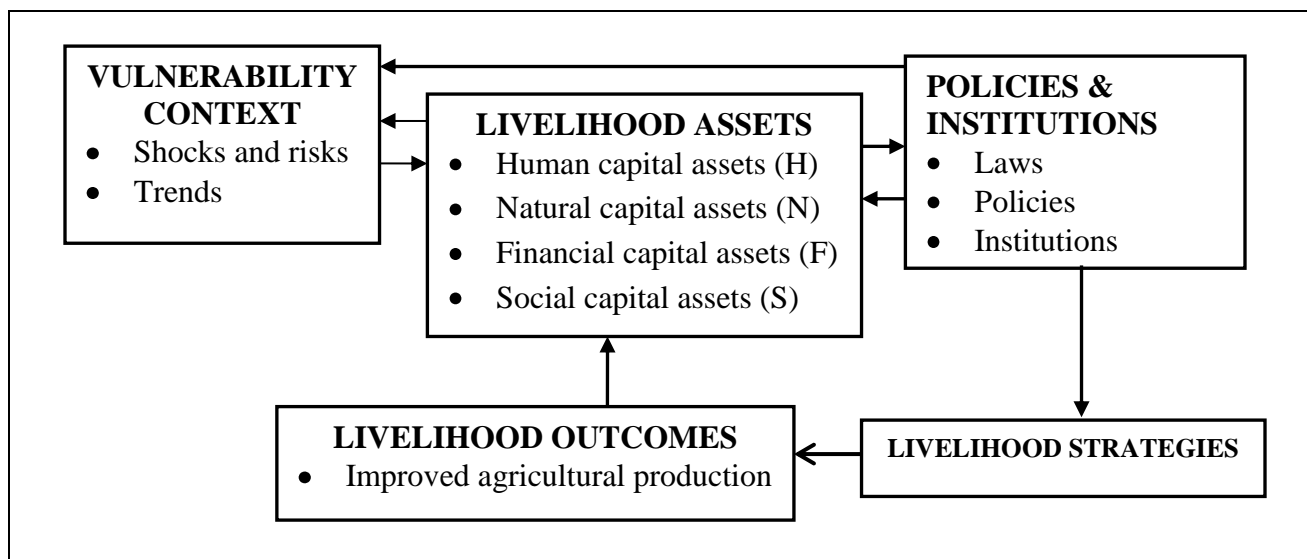 VULNERABILITY
CONTEXT
• Shocks and risks
• Trends
LIVELIHOOD ASSETS
• Human capital assets (H)
• Natural capital assets (N)
• Financial capital assets (F)
• Social capital assets (S)
POLICIES &
INSTITUTIONS
• Laws
• Policies
• Institutions
LIVELIHOOD OUTCOMES
• Improved agricultural production
LIVELIHOOD STRATEGIES